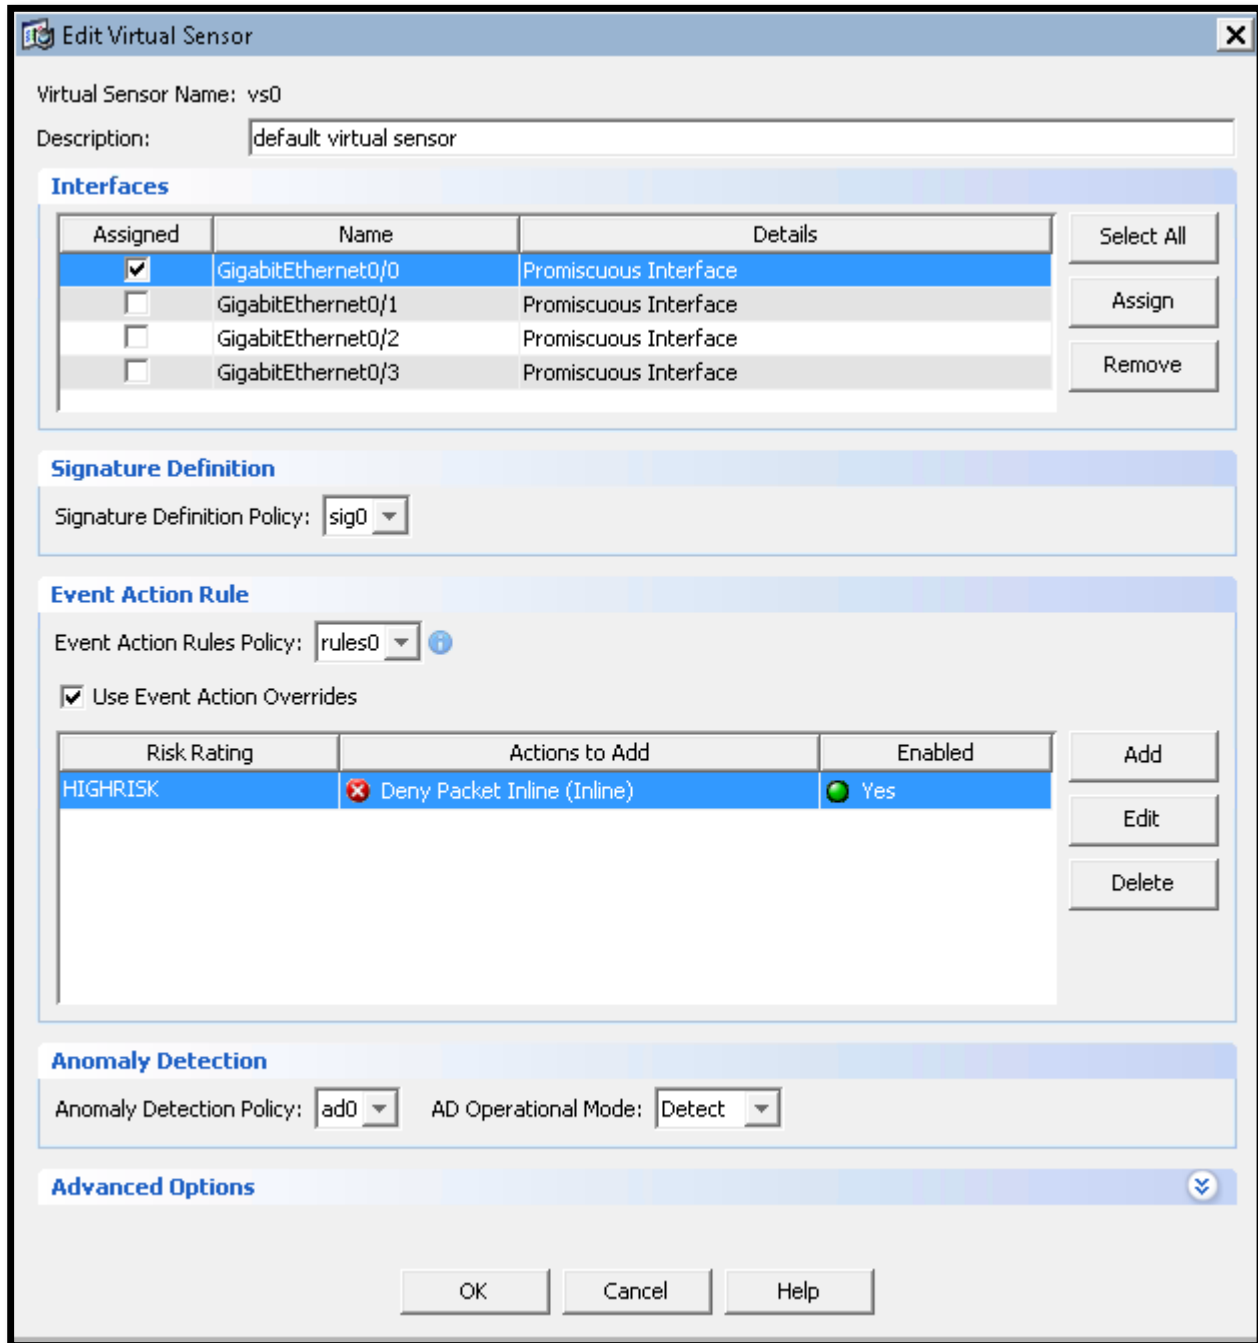 Edit Virtual Sensor
Virtual Sensor Name: vs0
Description: default virtual sensor
Interfaces
Assigned Name Details
GigabitEthernet0/0 Promiscuous Interface
GigabitEthernet0/1 Promiscuous Interface
GigabitEthernet0/2 Promiscuous Interface
GigabitEthernet0/3 Promiscuous Interface
Select All
Assign
Remove
Signature Definition
Signature Definition Policy: sig0
Event Action Rule
Event Action Rules Policy: rules0
Use Event Action Overrides
Risk Rating Actions to Add Enabled
HIGHRISK Deny Packet Inline (Inline) Yes
Add
Edit
Delete
Anomaly Detection
Anomaly Detection Policy: ad0 AD Operational Mode: Detect
Advanced Options
OK Cancel Help